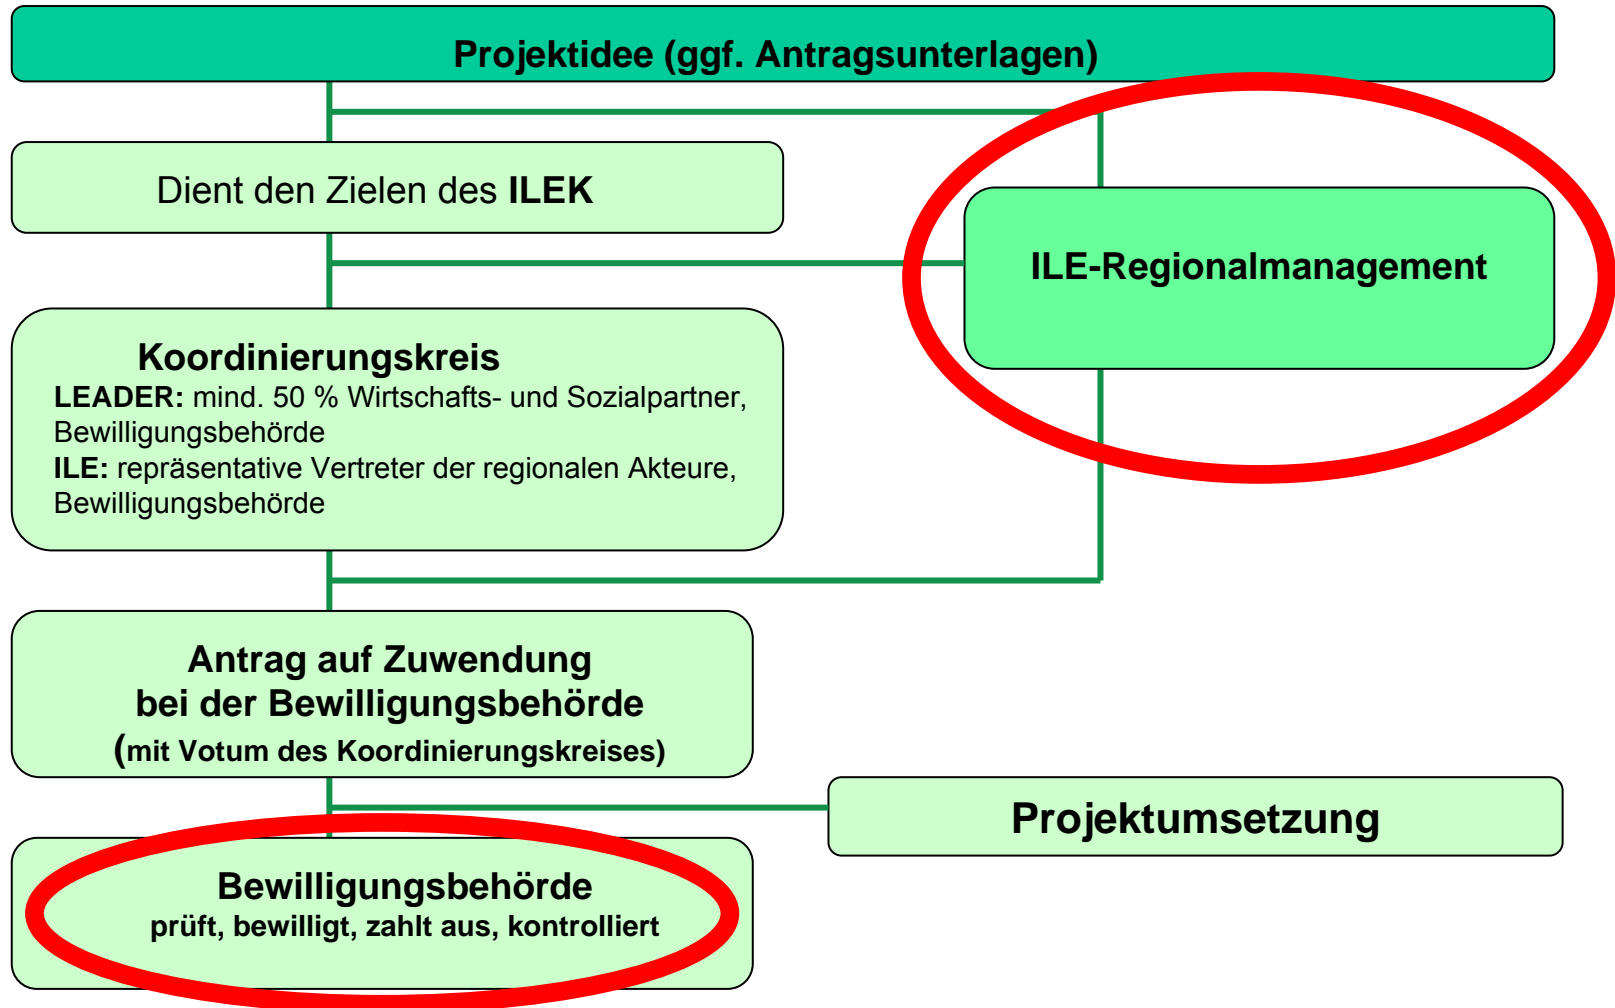 Projektidee (ggf. Antragsunterlagen)
Dient den Zielen des ILEK
ILE-Regionalmanagement
Koordinierungskreis
LEADER: mind. 50 % Wirtschafts- und Sozialpartner,
Bewilligungsbehörde
ILE: repräsentative Vertreter der regionalen Akteure,
Bewilligungsbehörde
Antrag auf Zuwendung
bei der Bewilligungsbehörde
(mit Votum des Koordinierungskreises)
Projektumsetzung
Bewilligungsbehörde
prüft, bewilligt, zahlt aus, kontrolliert